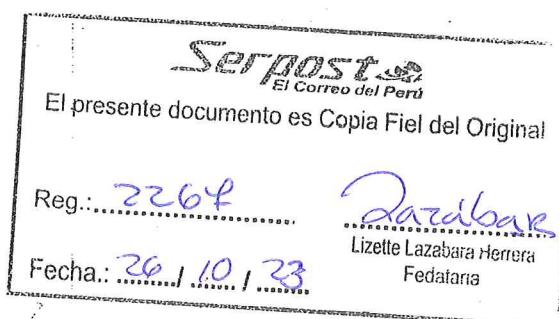 Serpost
El Correo del Perú
El presente documento es Copia Fiel del Original
Reg.:
Lizette Lazabara Herrera
Fedataria
Fecha.: 26 / 10 / 23